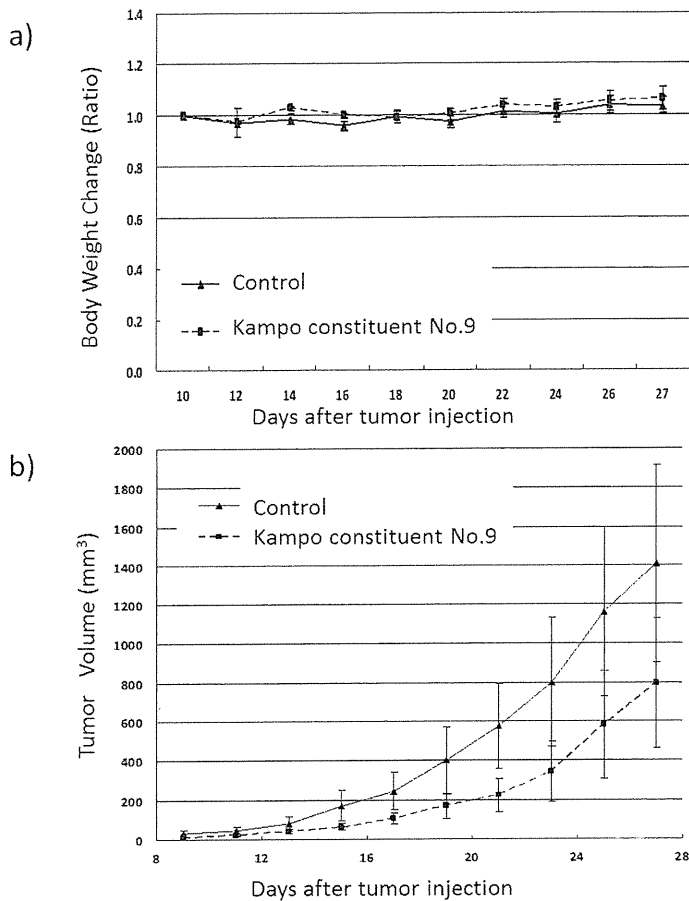 a)
Body Weight Change (Ratio)
1.4
1.2
1.0
0.8
0.6
0.4
0.2
0.0
Control
Kampo constituent No.9
10 12 14 16 18 20 22 24 26 27
Days after tumor injection
b)
Tumor Volume (mm³)
2000
1800
1600
1400
1200
1000
800
600
400
200
0
Control
Kampo constituent No.9
8 12 16 20 24 28
Days after tumor injection